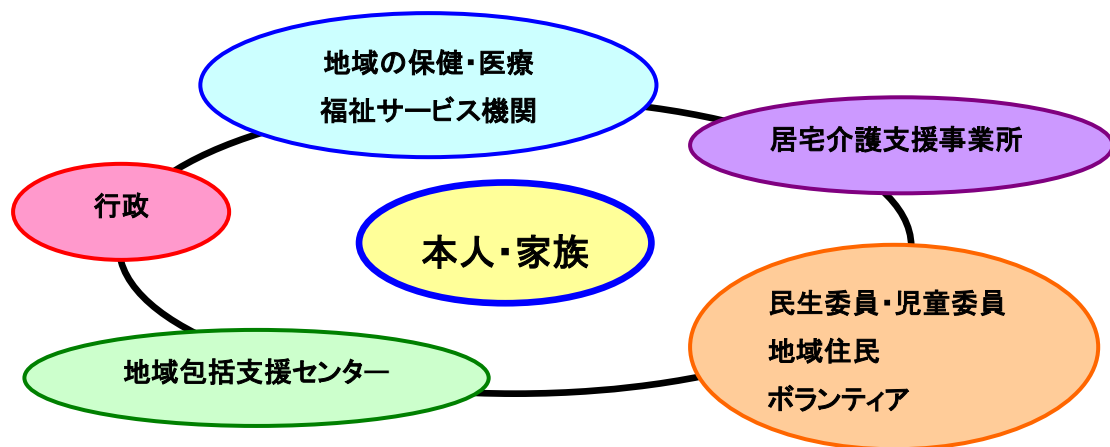 地域の保健・医療
福祉サービス機関
居宅介護支援事業所
行政
本人・家族
民生委員・児童委員
地域住民
ボランティア
地域包括支援センター